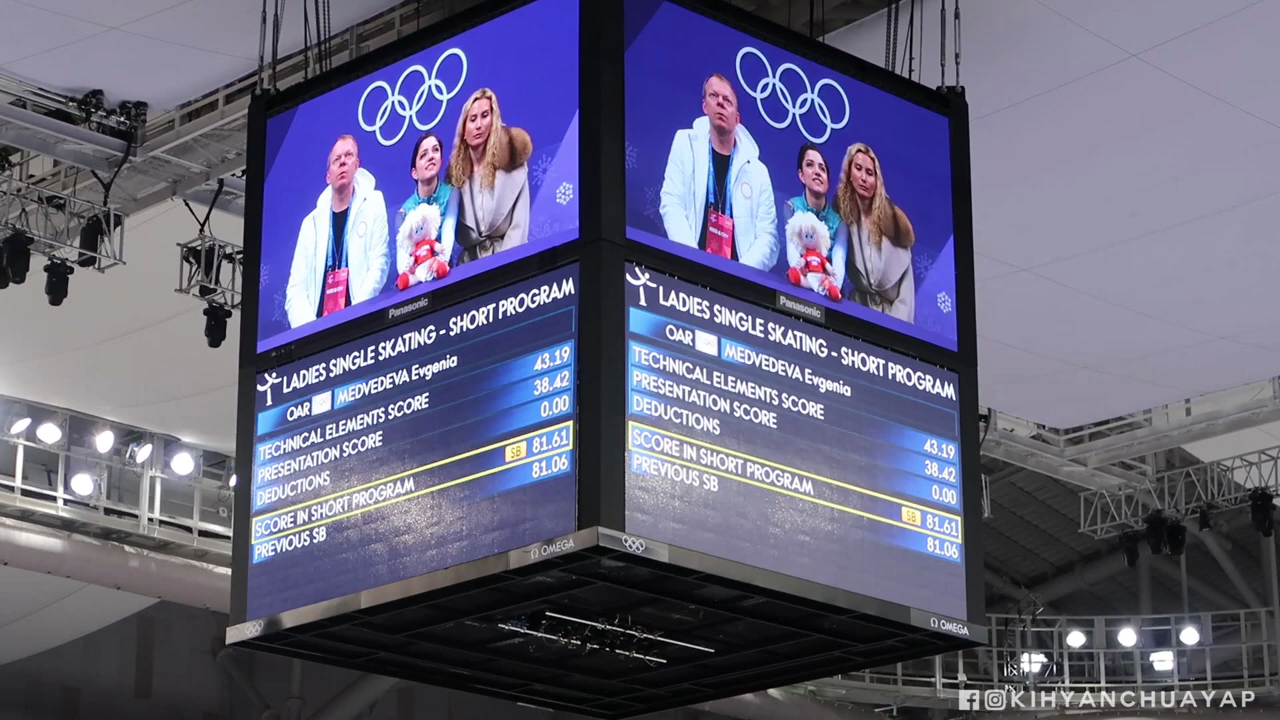 Panasonic
LADIES SINGLE SKATING - SHORT PROGRAM
OAR MEDVEDEVA Evgenia
TECHNICAL ELEMENTS SCORE 43.19
PRESENTATION SCORE 38.42
DEDUCTIONS 0.00
SCORE IN SHORT PROGRAM SB 81.61
PREVIOUS SB 81.06
Ω OMEGA
Panasonic
LADIES SINGLE SKATING - SHORT PROGRAM
OAR MEDVEDEVA Evgenia
TECHNICAL ELEMENTS SCORE 43.19
PRESENTATION SCORE 38.42
DEDUCTIONS 0.00
SCORE IN SHORT PROGRAM SB 81.61
PREVIOUS SB 81.06
Ω OMEGA
KIHYANCHUAYAP